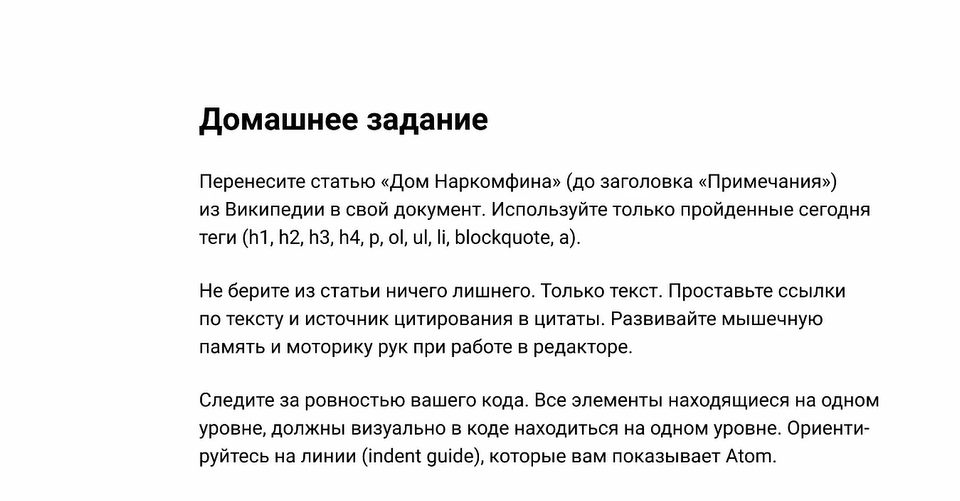 Домашнее задание
Перенесите статью «Дом Наркомфина» (до заголовка «Примечания»)
из Википедии в свой документ. Используйте только пройденные сегодня
теги (h1, h2, h3, h4, p, ol, ul, li, blockquote, a).
Не берите из статьи ничего лишнего. Только текст. Проставьте ссылки
по тексту и источник цитирования в цитаты. Развивайте мышечную
память и моторику рук при работе в редакторе.
Следите за ровностью вашего кода. Все элементы находящиеся на одном
уровне, должны визуально в коде находиться на одном уровне. Ориенти-
руйтесь на линии (indent guide), которые вам показывает Atom.